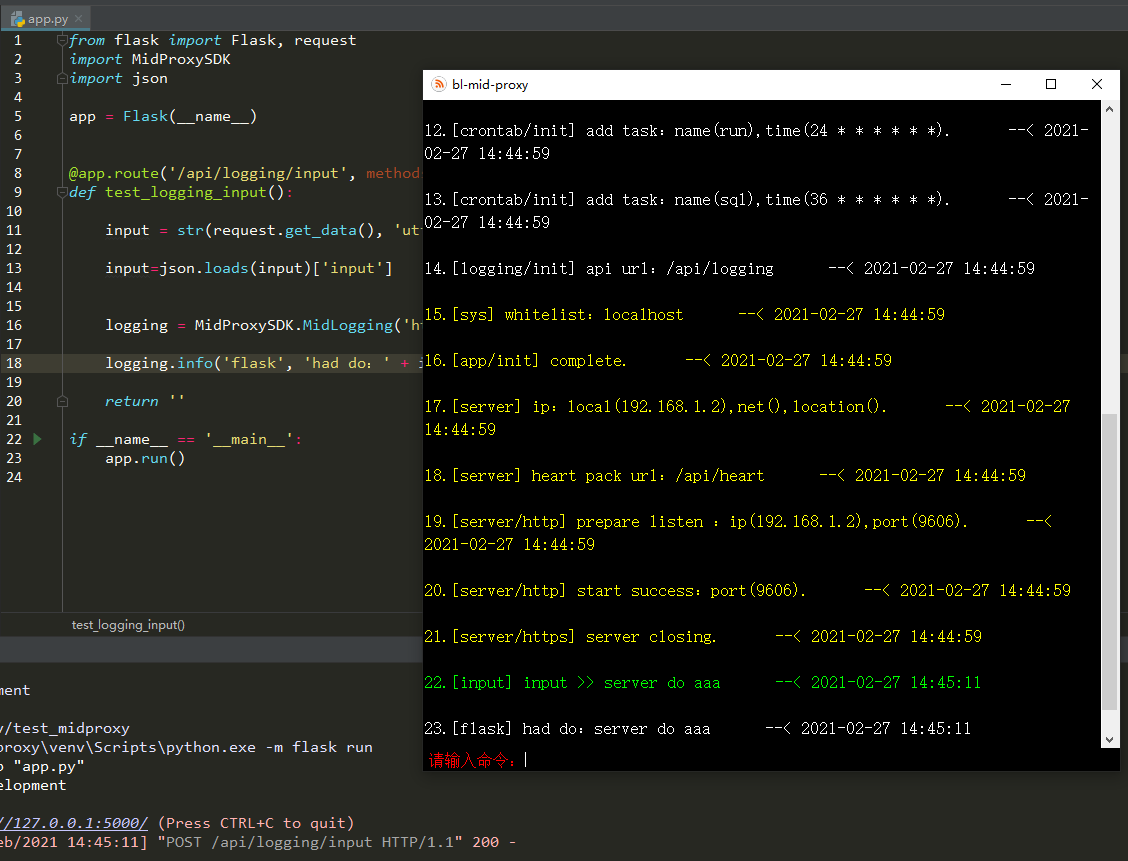 app.py
1 from flask import Flask, request
2 import MidProxySDK
3 import json
4
5 app = Flask(__name__)
6
7
8 @app.route('/api/logging/input', method
9 def test_logging_input():
10
11 input = str(request.get_data(), 'ut
12
13 input=json.loads(input)['input']
14
15
16 logging = MidProxySDK.MidLogging('ht
17
18 logging.info('flask', 'had do：' + i
19
20 return ''
21
22 if __name__ == '__main__':
23 app.run()
24
test_logging_input()
bl-mid-proxy
12.[crontab/init] add task：name(run),time(24 * * * * * *). --< 2021-
02-27 14:44:59
13.[crontab/init] add task：name(sql),time(36 * * * * * *). --< 2021-
02-27 14:44:59
14.[logging/init] api url：/api/logging --< 2021-02-27 14:44:59
15.[sys] whitelist：localhost --< 2021-02-27 14:44:59
16.[app/init] complete. --< 2021-02-27 14:44:59
17.[server] ip：local(192.168.1.2),net(),location(). --< 2021-02-27
14:44:59
18.[server] heart pack url：/api/heart --< 2021-02-27 14:44:59
19.[server/http] prepare listen ：ip(192.168.1.2),port(9606). --<
2021-02-27 14:44:59
20.[server/http] start success：port(9606). --< 2021-02-27 14:44:59
21.[server/https] server closing. --< 2021-02-27 14:44:59
22.[input] input >> server do aaa --< 2021-02-27 14:45:11
23.[flask] had do：server do aaa --< 2021-02-27 14:45:11
请输入命令：
ment
v/test_midproxy
proxy\venv\Scripts\python.exe -m flask run
p "app.py"
elopment
//127.0.0.1:5000/ (Press CTRL+C to quit)
eb/2021 14:45:11] "POST /api/logging/input HTTP/1.1" 200 -